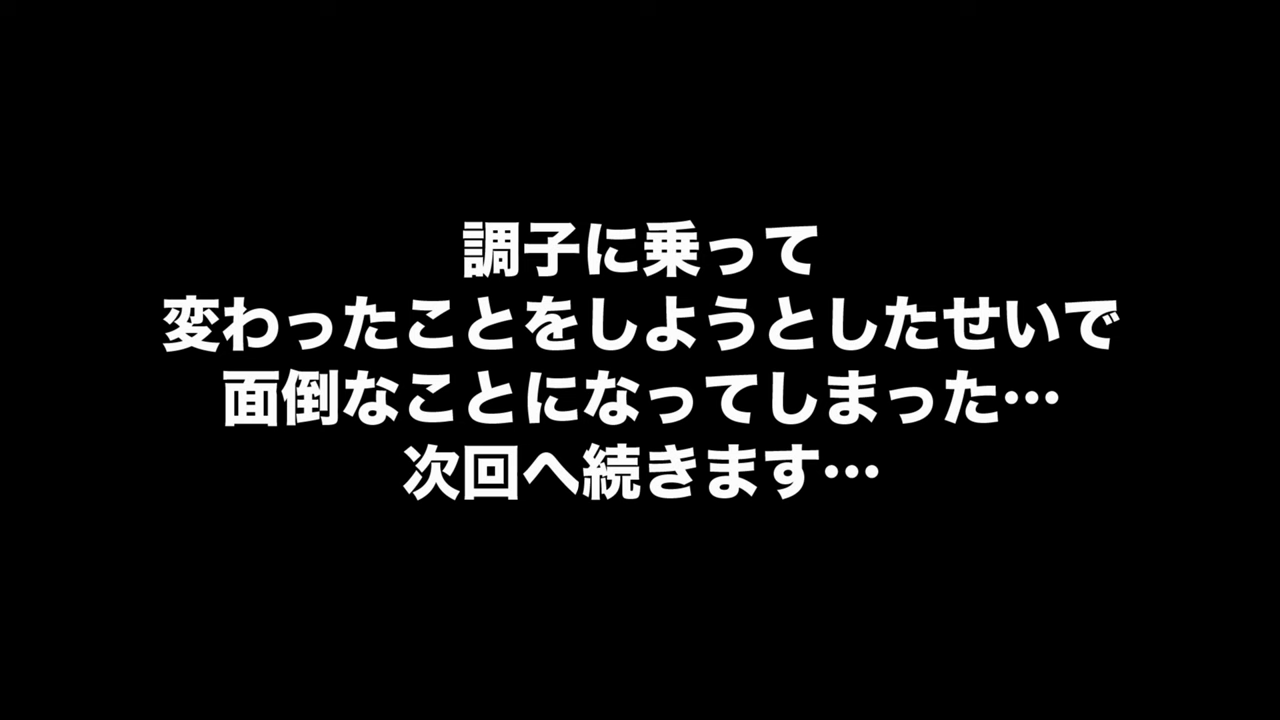 調子に乗って
変わったことをしようとしたせいで
面倒なことになってしまった…
次回へ続きます…